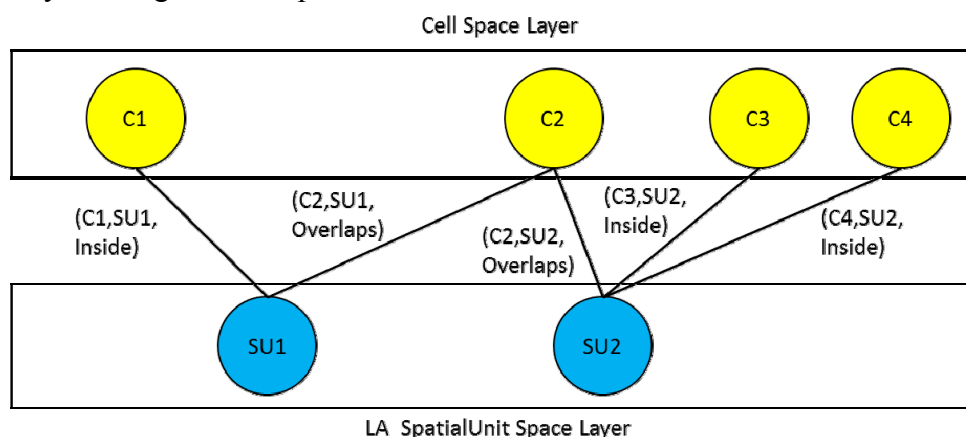 Cell Space Layer
C1
C2
C3
C4
(C1,SU1,
Inside)
(C2,SU1,
Overlaps)
(C2,SU2,
Overlaps)
(C3,SU2,
Inside)
(C4,SU2,
Inside)
SU1
SU2
LA_SpatialUnit Space Layer